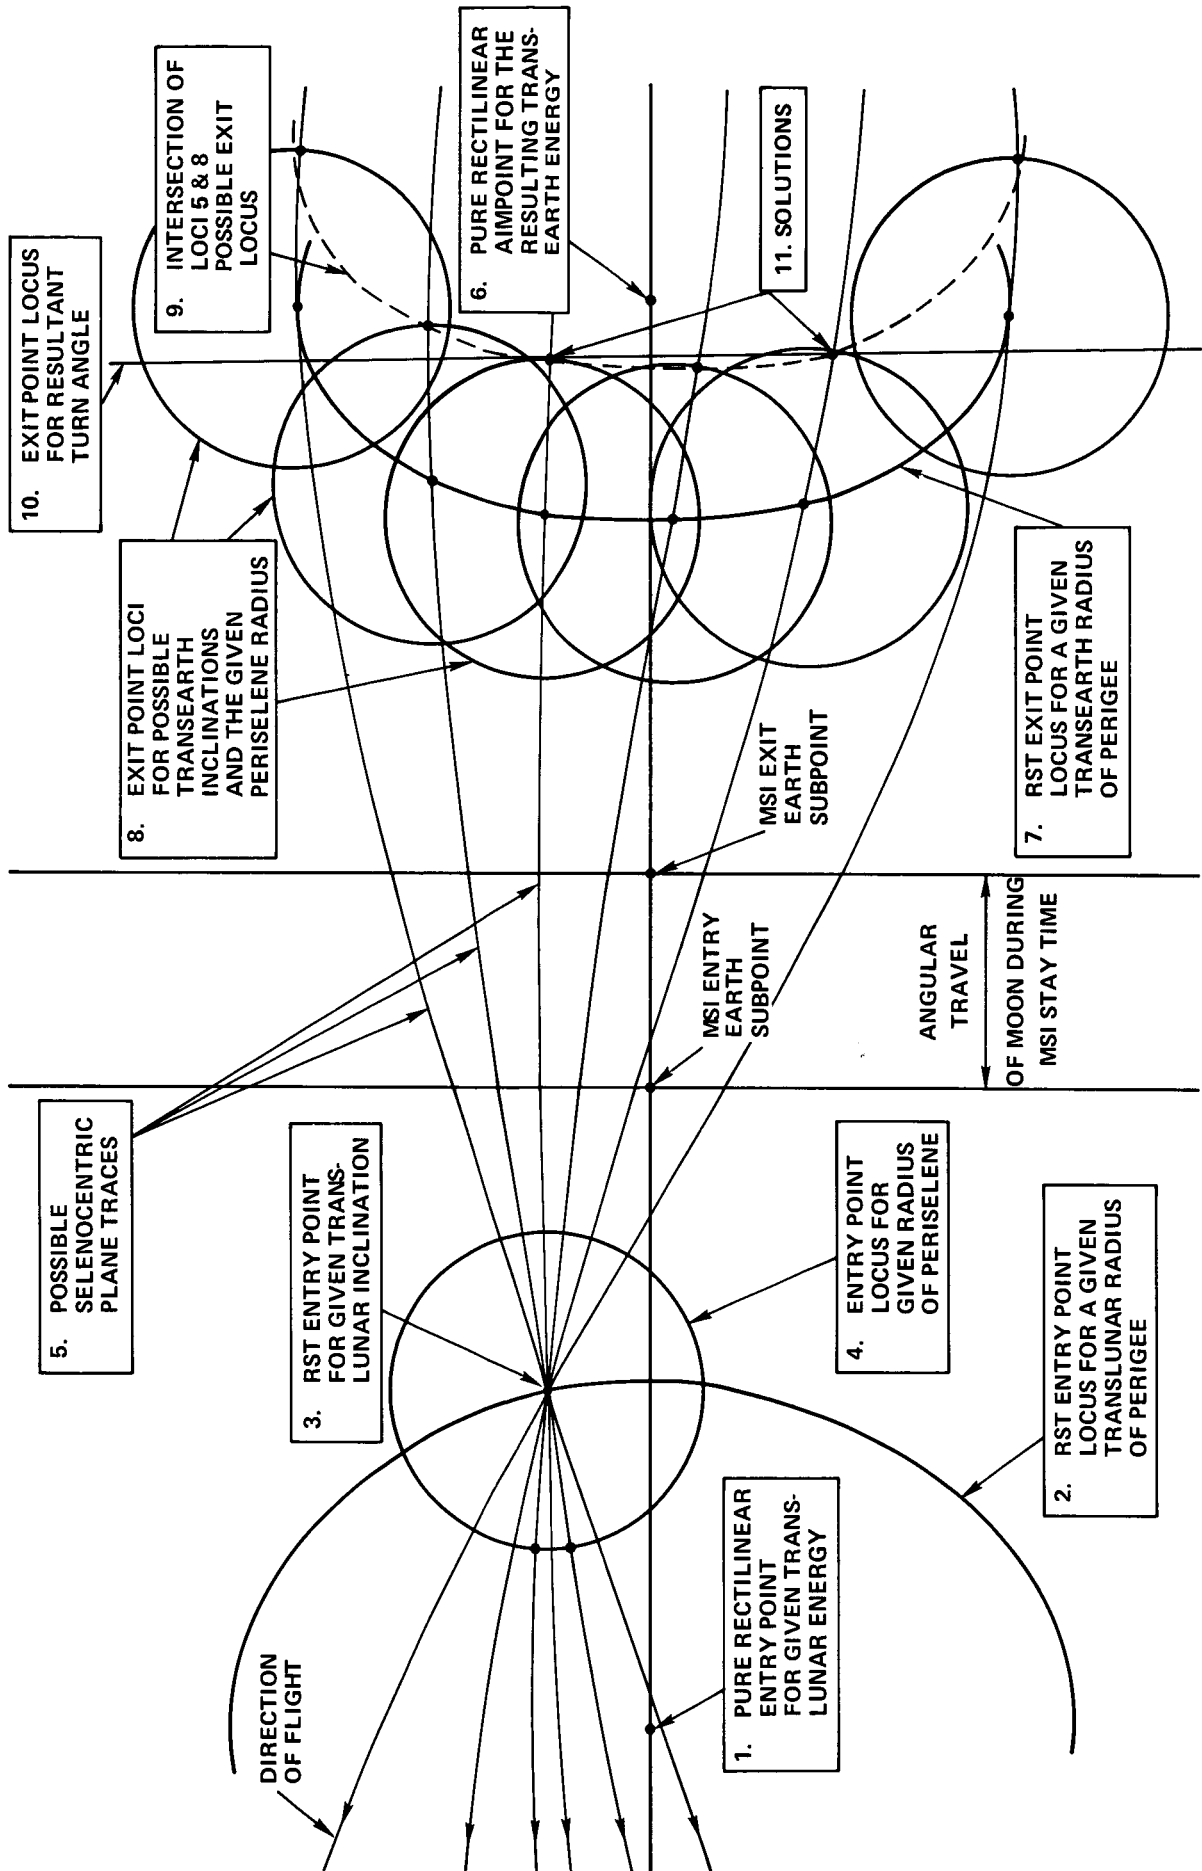 1. PURE RECTILINEAR
ENTRY POINT
FOR GIVEN TRANS-
LUNAR ENERGY
2. RST ENTRY POINT
LOCUS FOR A GIVEN
TRANSLUNAR RADIUS
OF PERIGEE
3. RST ENTRY POINT
FOR GIVEN TRANS-
LUNAR INCLINATION
4. ENTRY POINT
LOCUS FOR
GIVEN RADIUS
OF PERISELENE
5. POSSIBLE
SELENOCENTRIC
PLANE TRACES
6. PURE RECTILINEAR
AIMPOINT FOR THE
RESULTING TRANS-
EARTH ENERGY
7. RST EXIT POINT
LOCUS FOR A GIVEN
TRANSEARTH RADIUS
OF PERIGEE
8. EXIT POINT LOCI
FOR POSSIBLE
TRANSEARTH
INCLINATIONS
AND THE GIVEN
PERISELENE RADIUS
9. INTERSECTION OF
LOCI 5 & 8
POSSIBLE EXIT
LOCUS
10. EXIT POINT LOCUS
FOR RESULTANT
TURN ANGLE
11. SOLUTIONS
DIRECTION
OF FLIGHT
MSI ENTRY
EARTH
SUBPOINT
MSI EXIT
EARTH
SUBPOINT
ANGULAR
TRAVEL
OF MOON DURING
MSI STAY TIME